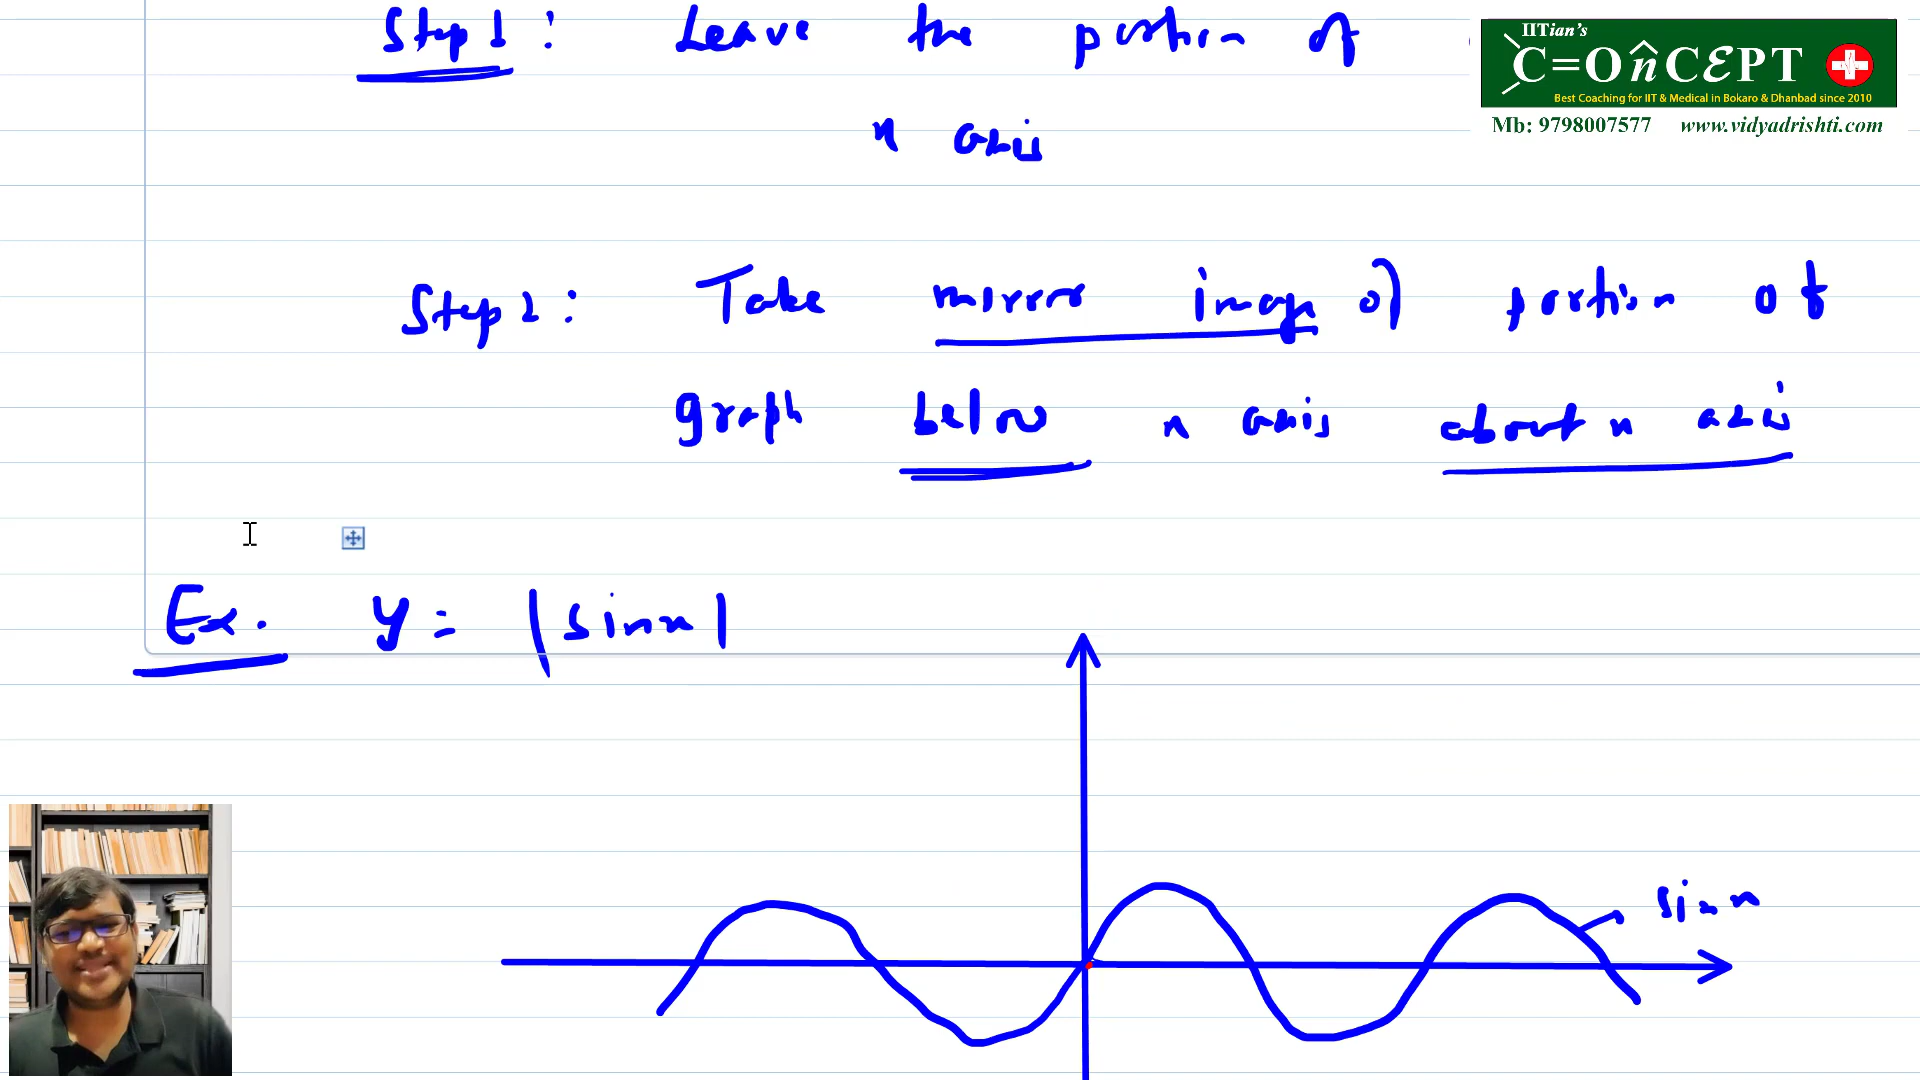 Step 1 : Leave the portion of
x axis
IITian's
CONCEPT
Best Coaching for IIT & Medical in Bokaro & Dhanbad since 2010
Mb: 9798007577 www.vidyadrishti.com
Step 2 : Take mirror image of portion of
graph below x axis about x axis
Ex. y = |sinx|
sinx